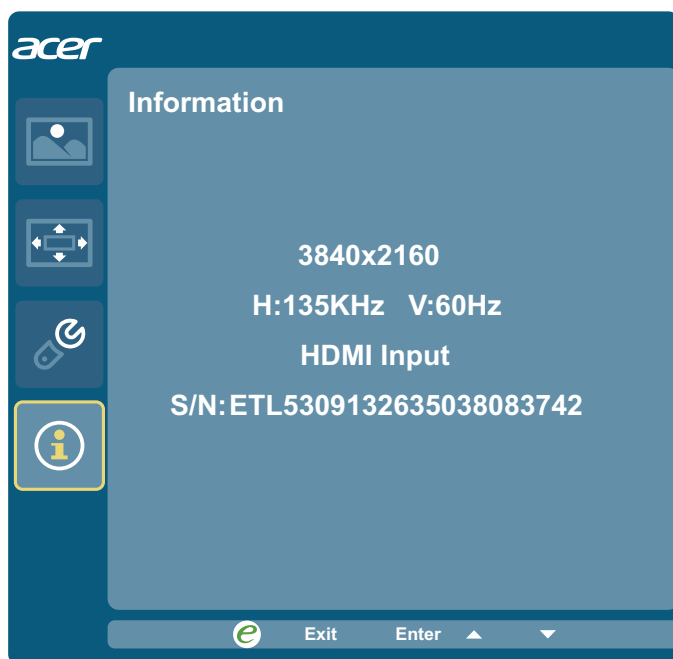 acer
Information
3840x2160
H:135KHz V:60Hz
HDMI Input
S/N:ETL5309132635038083742
e Exit Enter